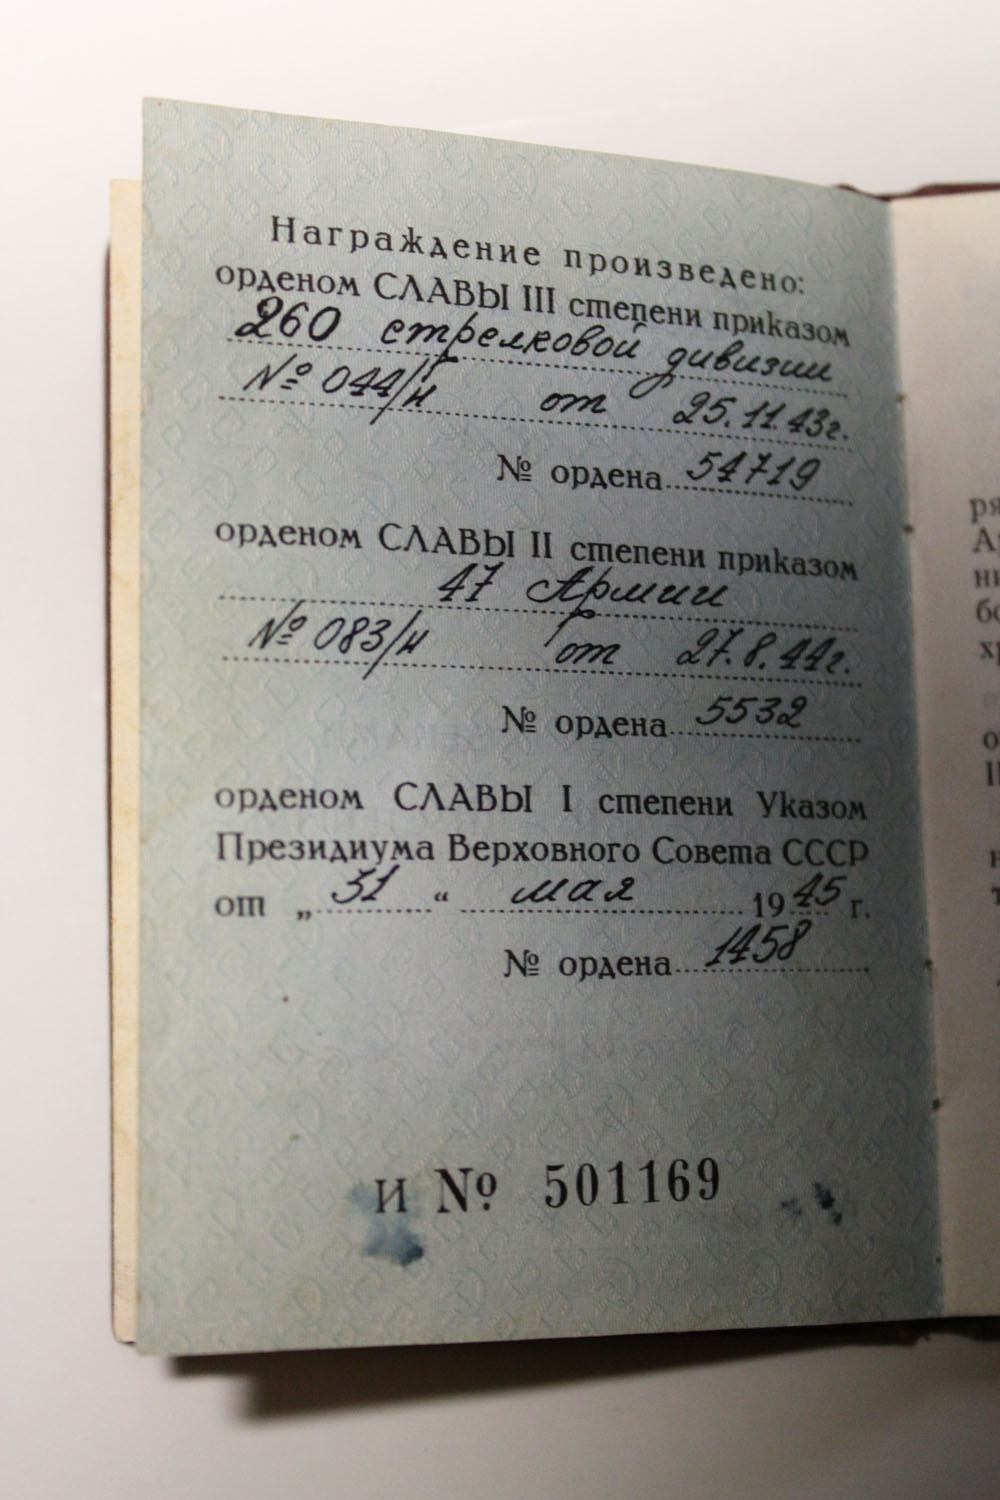 Награждение произведено:
орденом СЛАВЫ III степени приказом
260 стрелковой дивизии
№ 044/н от 25.11.43г.
№ ордена 54719
орденом СЛАВЫ II степени приказом
47 Армии
№ 083/н от 27.8.44г.
№ ордена 5532
орденом СЛАВЫ I степени Указом
Президиума Верховного Совета СССР
от „31“ мая 1945 г.
№ ордена 1458
И № 501169